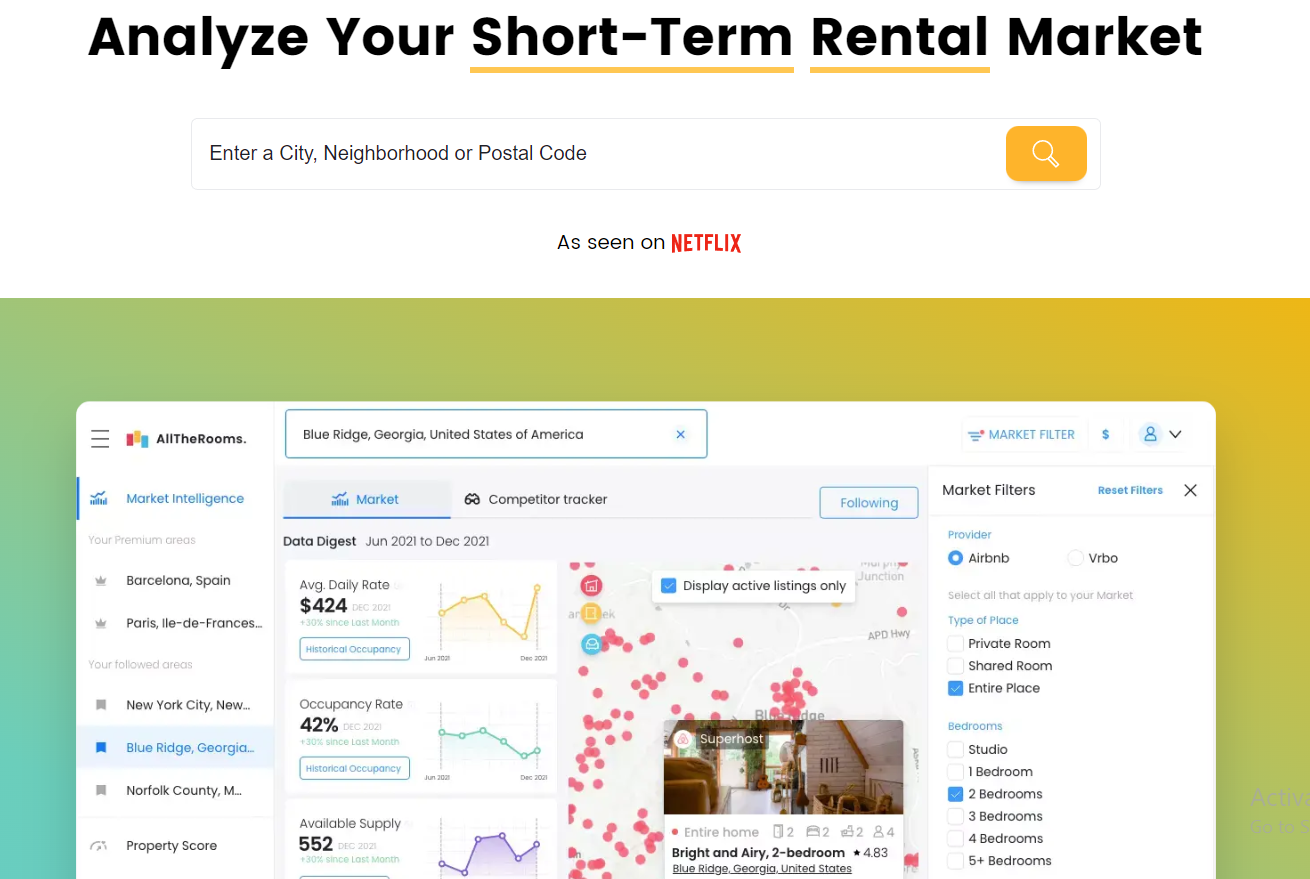 Analyze Your Short-Term Rental Market
Enter a City, Neighborhood or Postal Code
As seen on NETFLIX
AllTheRooms.
Market Intelligence
Your Premium areas
Barcelona, Spain
Paris, Ile-de-Frances...
Your followed areas
New York City, New...
Blue Ridge, Georgia...
Norfolk County, M...
Property Score
Blue Ridge, Georgia, United States of America
MARKET FILTER
$
Market
Competitor tracker
Following
Data Digest Jun 2021 to Dec 2021
Avg. Daily Rate
$424 DEC 2021
+30% since Last Month
Historical Occupancy
Jun 2021 Dec 2021
Occupancy Rate
42% DEC 2021
+30% since Last Month
Historical Occupancy
Jun 2021 Dec 2021
Available Supply
552 DEC 2021
+30% since Last Month
Display active listings only
Junction
APD Hwy
Superhost
Entire home 2 2 2 4
Bright and Airy, 2-bedroom ★ 4.83
Blue Ridge, Georgia, United States
Market Filters
Reset Filters
Provider
Airbnb
Vrbo
Select all that apply to your Market
Type of Place
Private Room
Shared Room
Entire Place
Bedrooms
Studio
1 Bedroom
2 Bedrooms
3 Bedrooms
4 Bedrooms
5+ Bedrooms